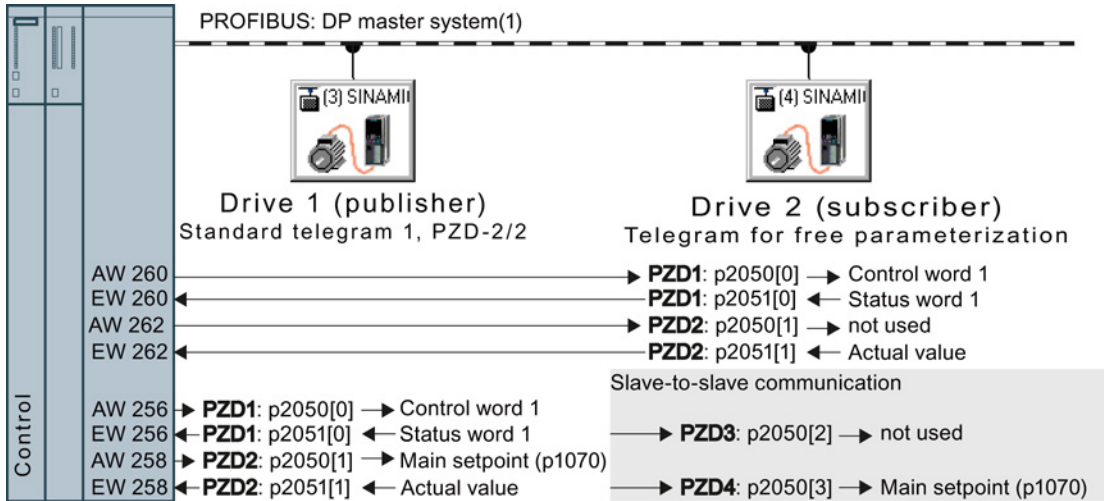 PROFIBUS: DP master system(1)
(3) SINAMI
(4) SINAMI
Drive 1 (publisher)
Standard telegram 1, PZD-2/2
Drive 2 (subscriber)
Telegram for free parameterization
AW 260 PZD1: p2050[0] Control word 1
EW 260 PZD1: p2051[0] Status word 1
AW 262 PZD2: p2050[1] not used
EW 262 PZD2: p2051[1] Actual value
Slave-to-slave communication
AW 256 PZD1: p2050[0] Control word 1
EW 256 PZD1: p2051[0] Status word 1 PZD3: p2050[2] not used
AW 258 PZD2: p2050[1] Main setpoint (p1070)
EW 258 PZD2: p2051[1] Actual value PZD4: p2050[3] Main setpoint (p1070)
Control